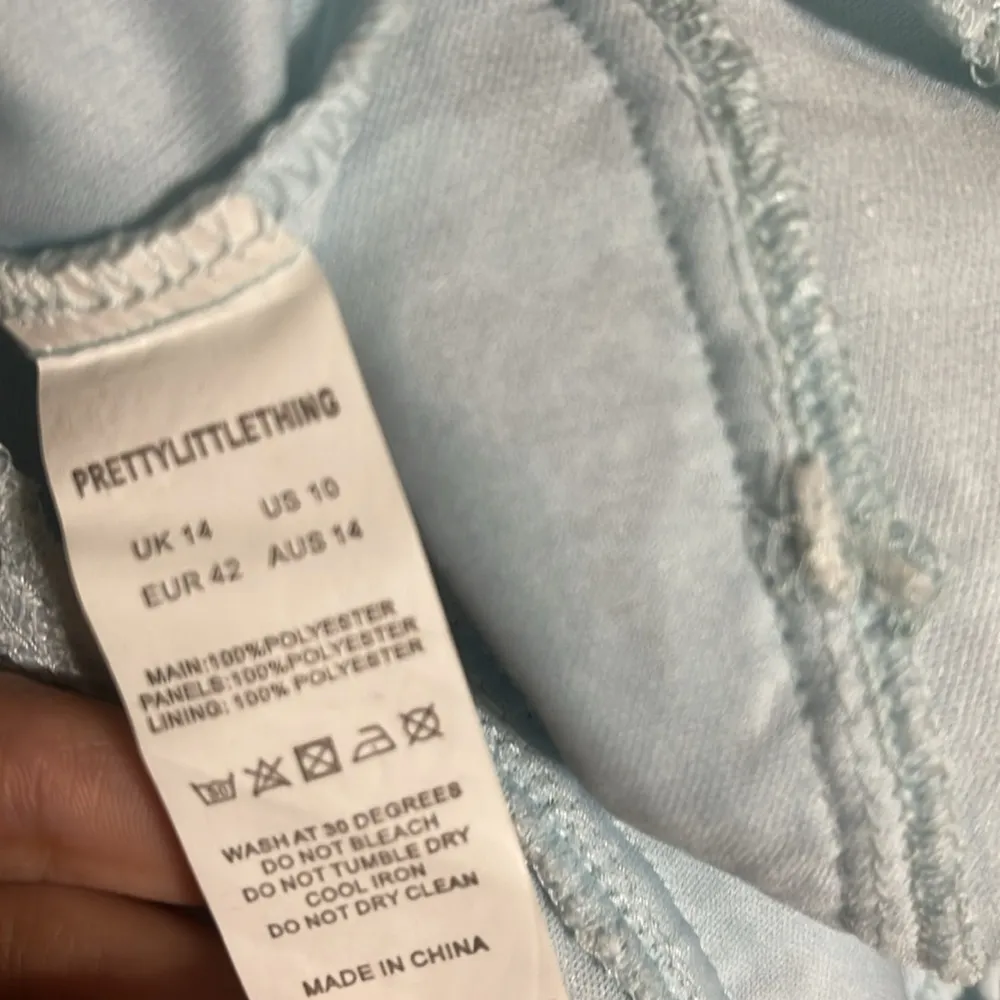 PRETTYLITTLETHING
UK 14 US 10
EUR 42 AUS 14
MAIN:100%POLYESTER
PANELS:100%POLYESTER
LINING: 100% POLYESTER
30
WASH AT 30 DEGREES
DO NOT BLEACH
DO NOT TUMBLE DRY
COOL IRON
DO NOT DRY CLEAN
MADE IN CHINA